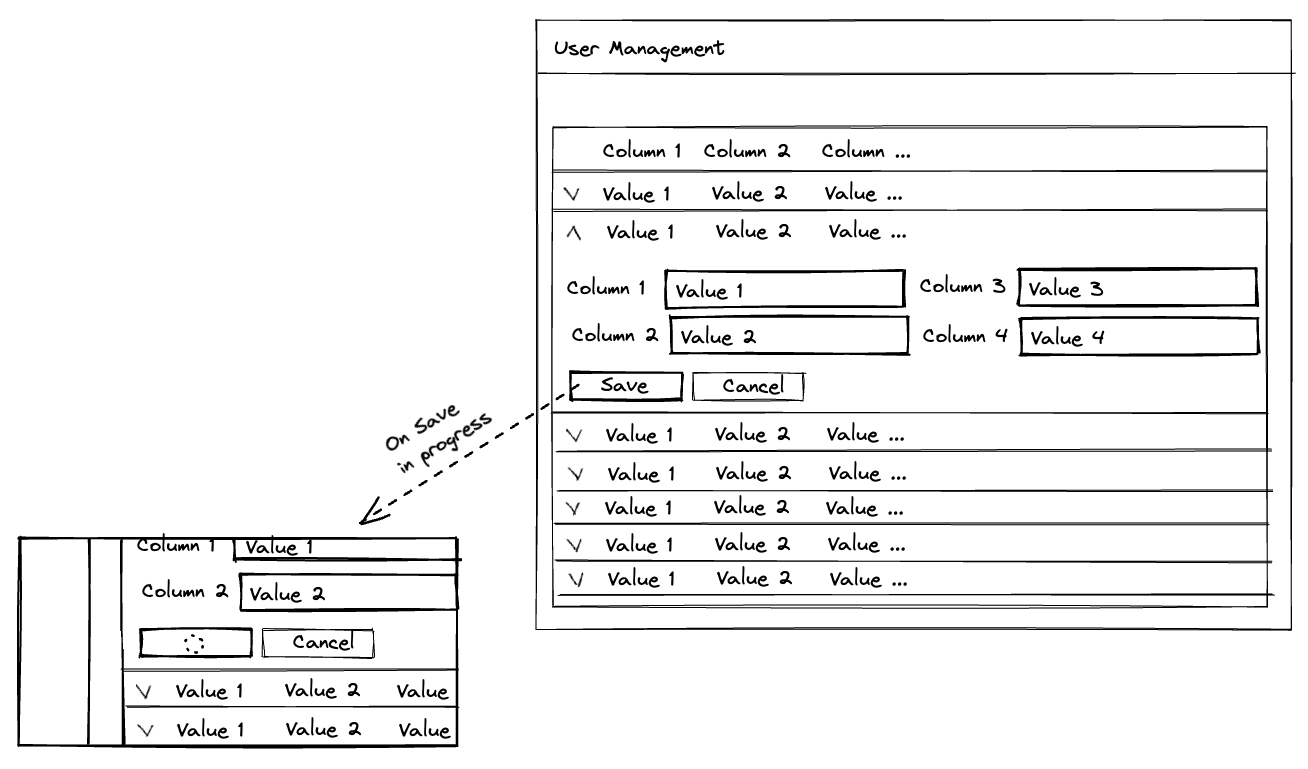 User Management
Column 1 Column 2 Column ...
Value 1 Value 2 Value ...
Value 1 Value 2 Value ...
Column 1 Value 1 Column 3 Value 3
Column 2 Value 2 Column 4 Value 4
Save Cancel
Value 1 Value 2 Value ...
Value 1 Value 2 Value ...
Value 1 Value 2 Value ...
Value 1 Value 2 Value ...
Value 1 Value 2 Value ...
On Save
in progress
Column 1 Value 1
Column 2 Value 2
Cancel
Value 1 Value 2 Value
Value 1 Value 2 Value